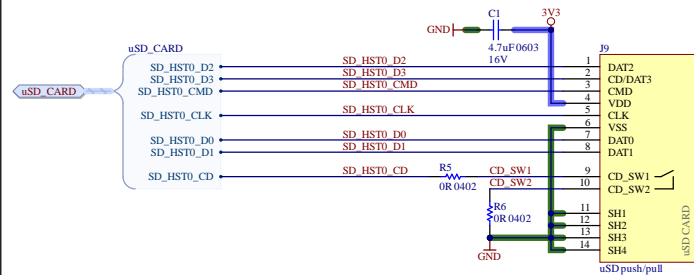 C1
3V3
GND
4.7uF 0603
16V
J9
uSD_CARD
uSD_CARD
SD_HST0_D2 SD_HST0_D2 1 DAT2
SD_HST0_D3 SD_HST0_D3 2 CD/DAT3
SD_HST0_CMD SD_HST0_CMD 3 CMD
4 VDD
SD_HST0_CLK SD_HST0_CLK 5 CLK
6 VSS
SD_HST0_D0 SD_HST0_D0 7 DAT0
SD_HST0_D1 SD_HST0_D1 8 DAT1
SD_HST0_CD SD_HST0_CD R5 CD_SW1 9 CD_SW1
0R 0402 CD_SW2 10 CD_SW2
R6
0R 0402
11 SH1
12 SH2
13 SH3
14 SH4
GND
uSD CARD
uSD push/pull